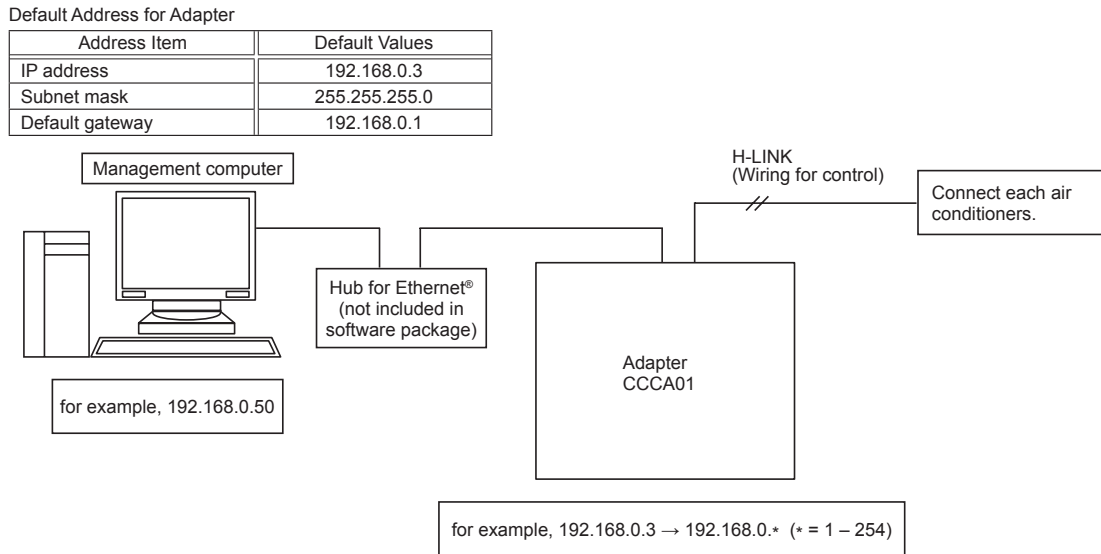 Default Address for Adapter
Address Item Default Values
IP address 192.168.0.3
Subnet mask 255.255.255.0
Default gateway 192.168.0.1
Management computer
H-LINK
(Wiring for control)
Connect each air
conditioners.
Hub for Ethernet®
(not included in
software package)
Adapter
CCCA01
for example, 192.168.0.50
for example, 192.168.0.3 → 192.168.0.* (* = 1 – 254)